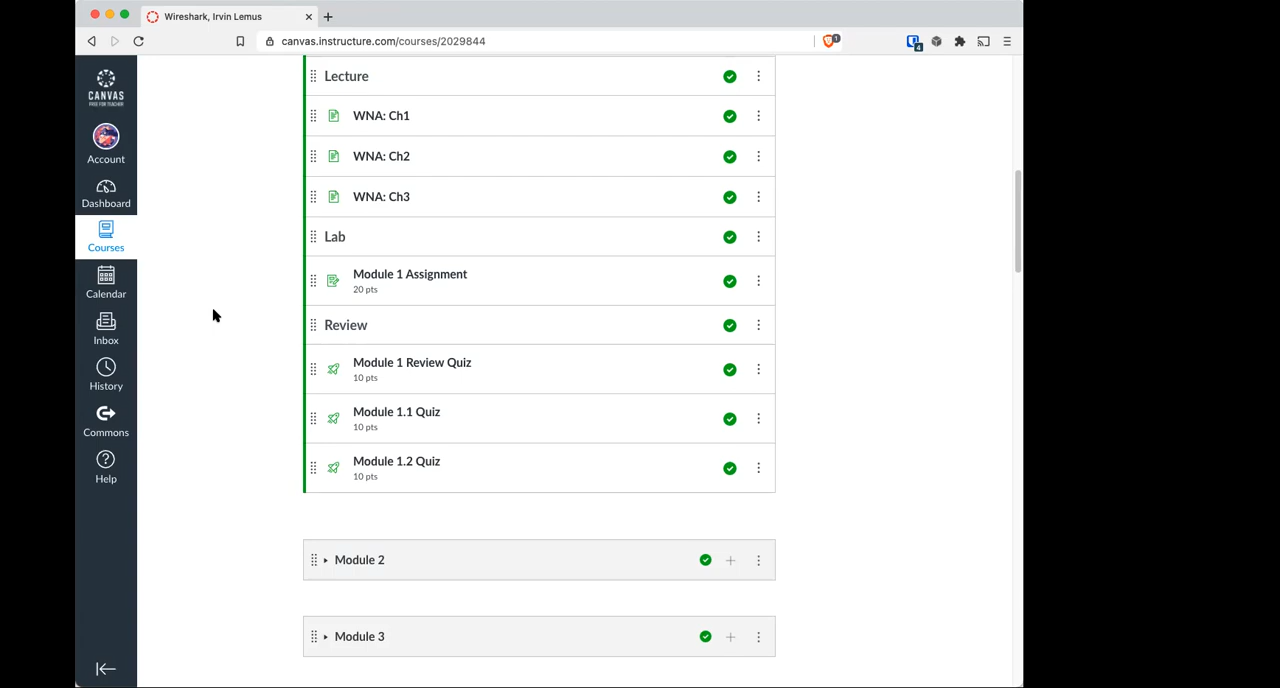 Wireshark, Irvin Lemus
canvas.instructure.com/courses/2029844
1
4
CANVAS
FREE FOR TEACHER
Account
Dashboard
Courses
Calendar
Inbox
History
Commons
Help
Lecture
WNA: Ch1
WNA: Ch2
WNA: Ch3
Lab
Module 1 Assignment
20 pts
Review
Module 1 Review Quiz
10 pts
Module 1.1 Quiz
10 pts
Module 1.2 Quiz
10 pts
Module 2
Module 3